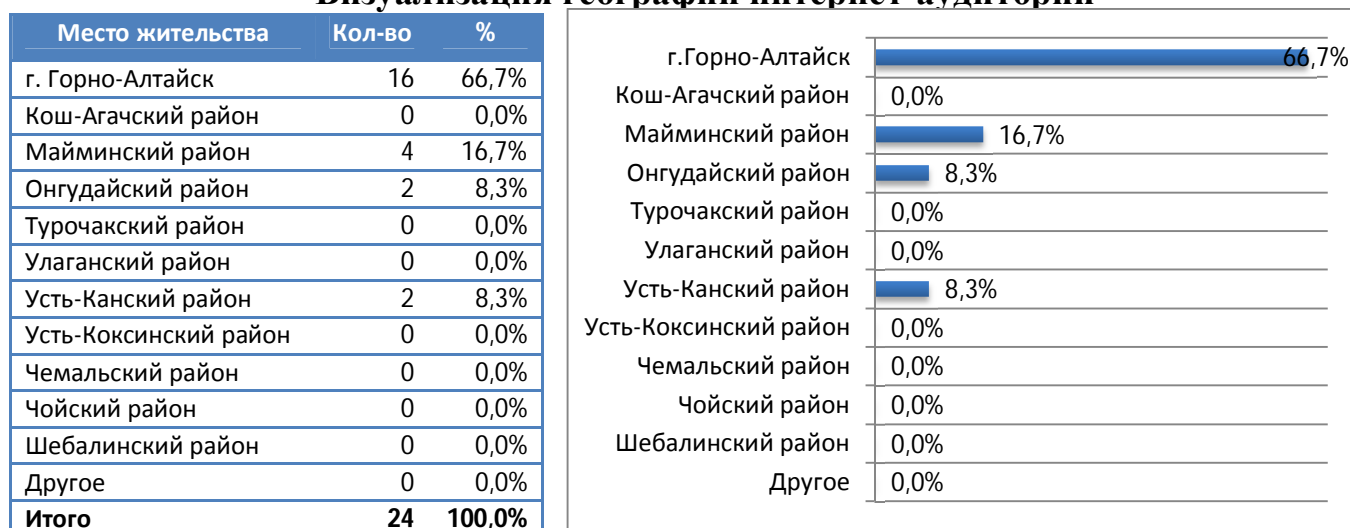 Визуализация географии интернет-аудитории
Место жительства Кол-во %
г. Горно-Алтайск 16 66,7%
Кош-Агачский район 0 0,0%
Майминский район 4 16,7%
Онгудайский район 2 8,3%
Турочакский район 0 0,0%
Улаганский район 0 0,0%
Усть-Канский район 2 8,3%
Усть-Коксинский район 0 0,0%
Чемальский район 0 0,0%
Чойский район 0 0,0%
Шебалинский район 0 0,0%
Другое 0 0,0%
Итого 24 100,0%
г.Горно-Алтайск 66,7%
Кош-Агачский район 0,0%
Майминский район 16,7%
Онгудайский район 8,3%
Турочакский район 0,0%
Улаганский район 0,0%
Усть-Канский район 8,3%
Усть-Коксинский район 0,0%
Чемальский район 0,0%
Чойский район 0,0%
Шебалинский район 0,0%
Другое 0,0%